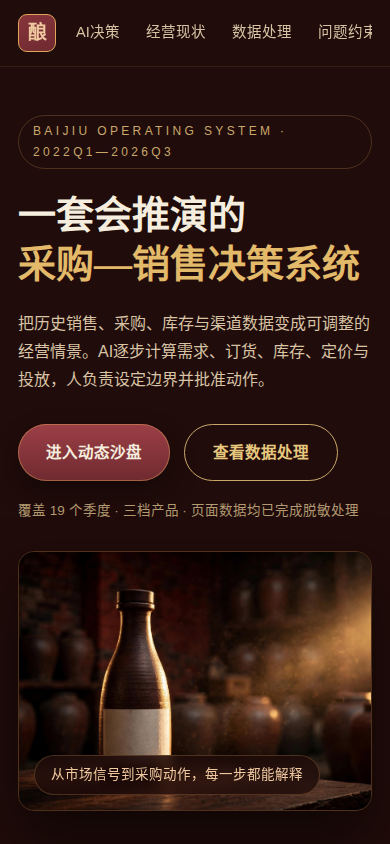 酿
AI决策 经营现状 数据处理 问题约束
BAIJIU OPERATING SYSTEM ·
2022Q1—2026Q3
一套会推演的
采购—销售决策系统
把历史销售、采购、库存与渠道数据变成可调整的
经营情景。AI逐步计算需求、订货、库存、定价与
投放，人负责设定边界并批准动作。
进入动态沙盘 查看数据处理
覆盖 19 个季度 · 三档产品 · 页面数据均已完成脱敏处理
从市场信号到采购动作，每一步都能解释